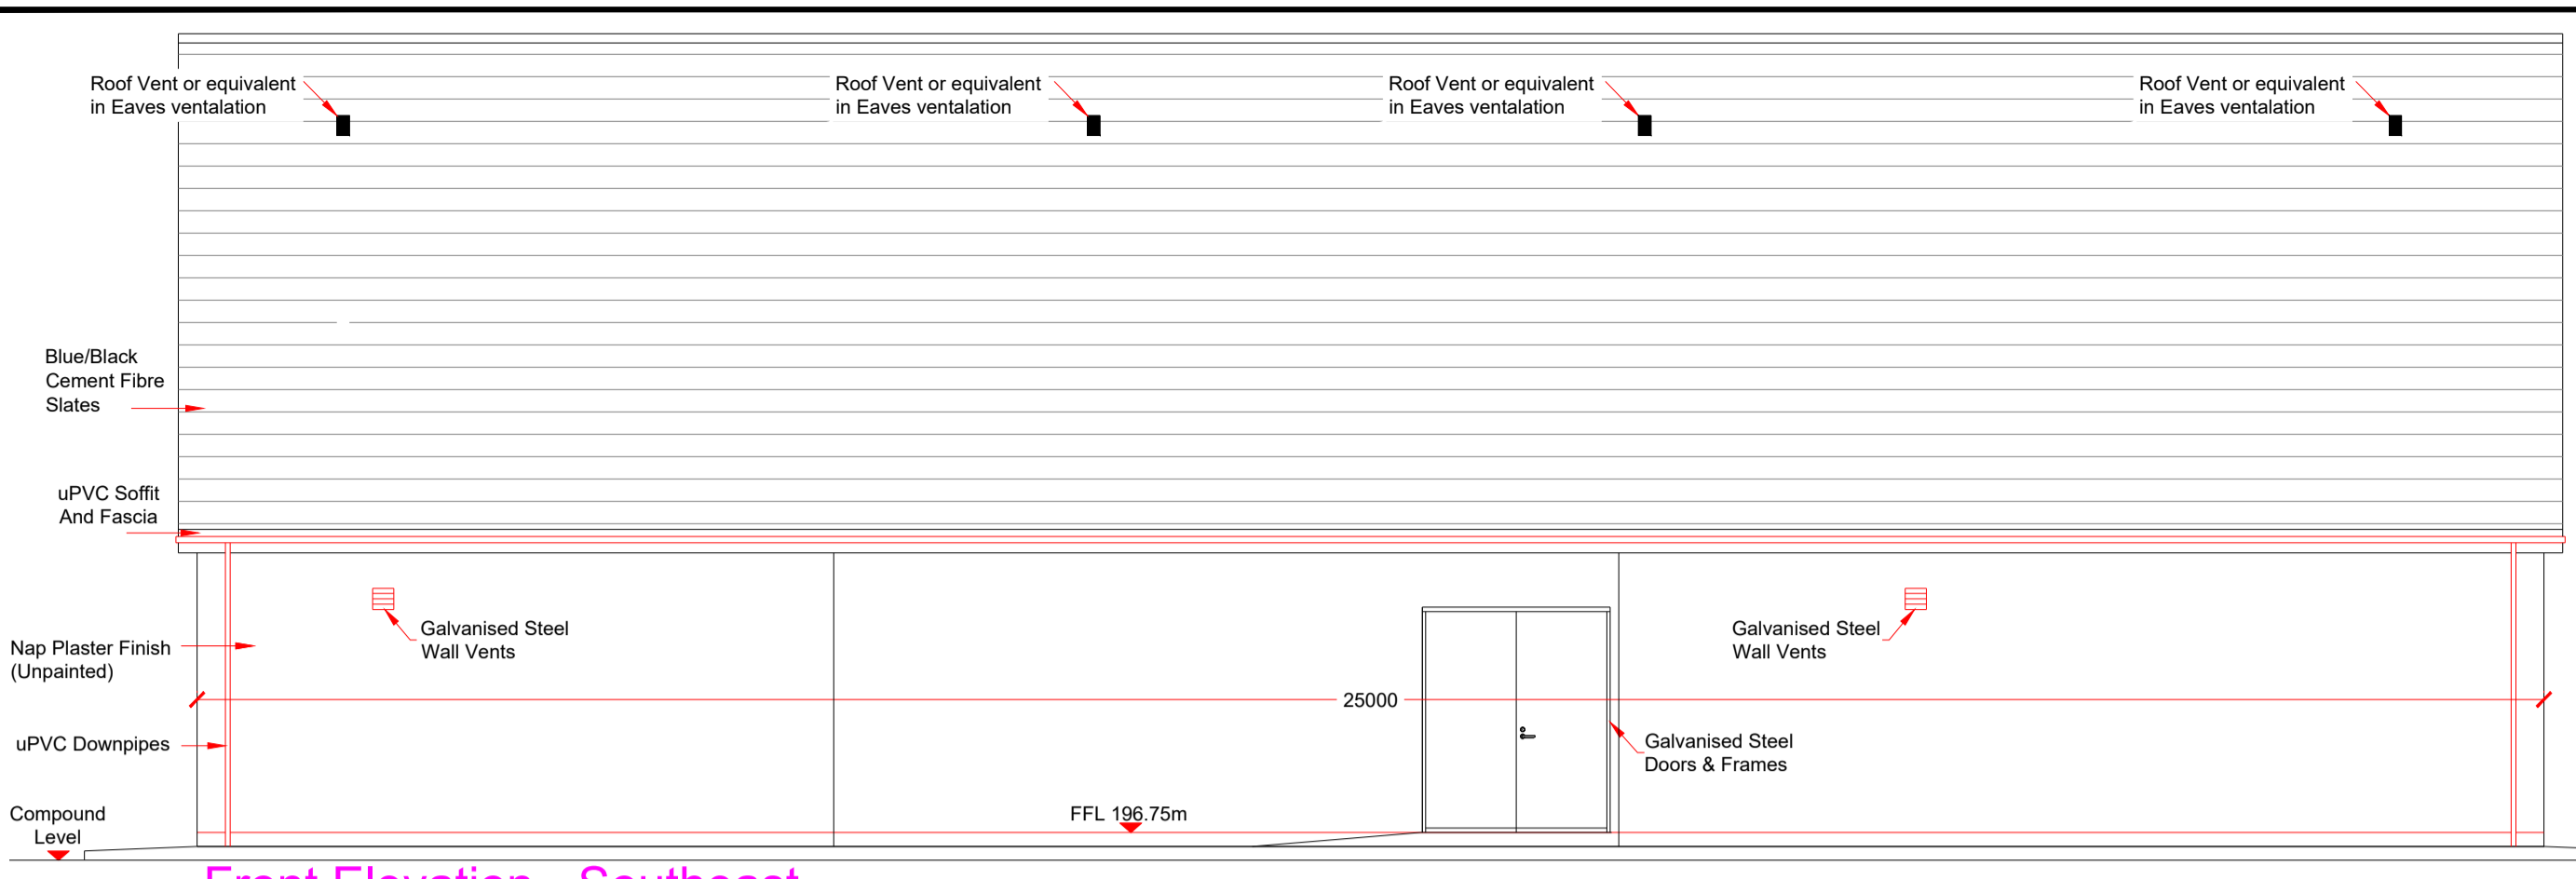 Roof Vent or equivalent
in Eaves ventalation
Roof Vent or equivalent
in Eaves ventalation
Roof Vent or equivalent
in Eaves ventalation
Roof Vent or equivalent
in Eaves ventalation
Blue/Black
Cement Fibre
Slates
uPVC Soffit
And Fascia
Galvanised Steel
Wall Vents
Galvanised Steel
Wall Vents
Nap Plaster Finish
(Unpainted)
25000
uPVC Downpipes
Galvanised Steel
Doors & Frames
Compound
Level
FFL 196.75m
Front Elevation - Southeast